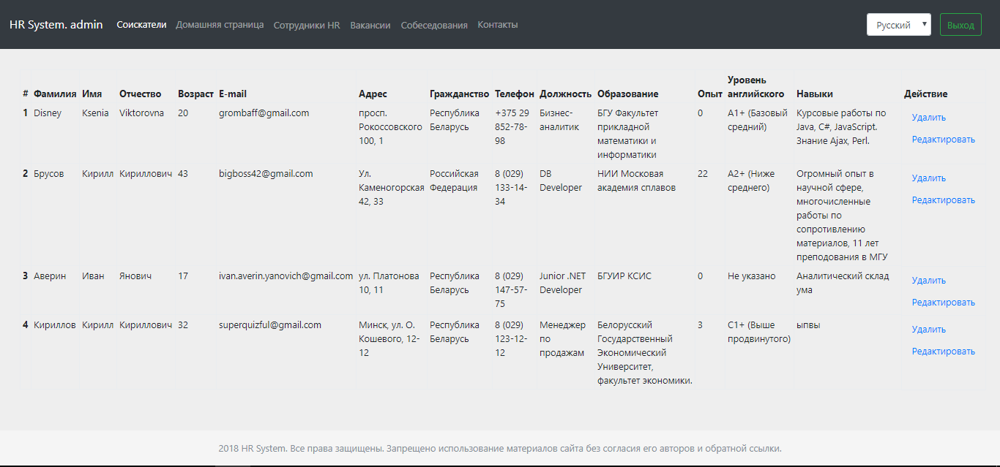 HR System. admin Соискатели Домашняя страница Сотрудники HR Вакансии Собеседования Контакты Русский Выход
# Фамилия Имя Отчество Возраст E-mail Адрес Гражданство Телефон Должность Образование Опыт Уровень английского Навыки Действие
1 Disney Ksenia Viktorovna 20 grombaff@gmail.com просп. Республика +375 29 Бизнес- БГУ Факультет 0 A1+ (Базовый Курсовые работы по Удалить
Рокоссовского Беларусь 852-78- аналитик прикладной средний) Java, C#, JavaScript.
100, 1 98 математики и Знание Ajax, Perl. Редактировать
информатики
2 Брусов Кирилл Кириллович 43 bigboss42@gmail.com Ул. Российская 8 (029) DB НИИ Московая 22 A2+ (Ниже Огромный опыт в Удалить
Каменогорская Федерация 133-14- Developer академия сплавов среднего) научной сфере,
42, 33 34 многочисленные Редактировать
работы по
сопротивлению
материалов, 11 лет
преподования в МГУ
3 Аверин Иван Янович 17 ivan.averin.yanovich@gmail.com ул. Платонова Республика 8 (029) Junior .NET БГУИР КСИС 0 Не указано Аналитический склад Удалить
10, 11 Беларусь 147-57- Developer ума
75 Редактировать
4 Кириллов Кирилл Кириллович 32 superquizful@gmail.com Минск, ул. О. Республика 8 (029) Менеджер Белорусский 3 C1+ (Выше ыпвы Удалить
Кошевого, 12- Беларусь 123-12- по Государственный продвинутого)
12 12 продажам Экономический Редактировать
Университет,
факультет экономики.
2018 HR System. Все права защищены. Запрещено использование материалов сайта без согласия его авторов и обратной ссылки.